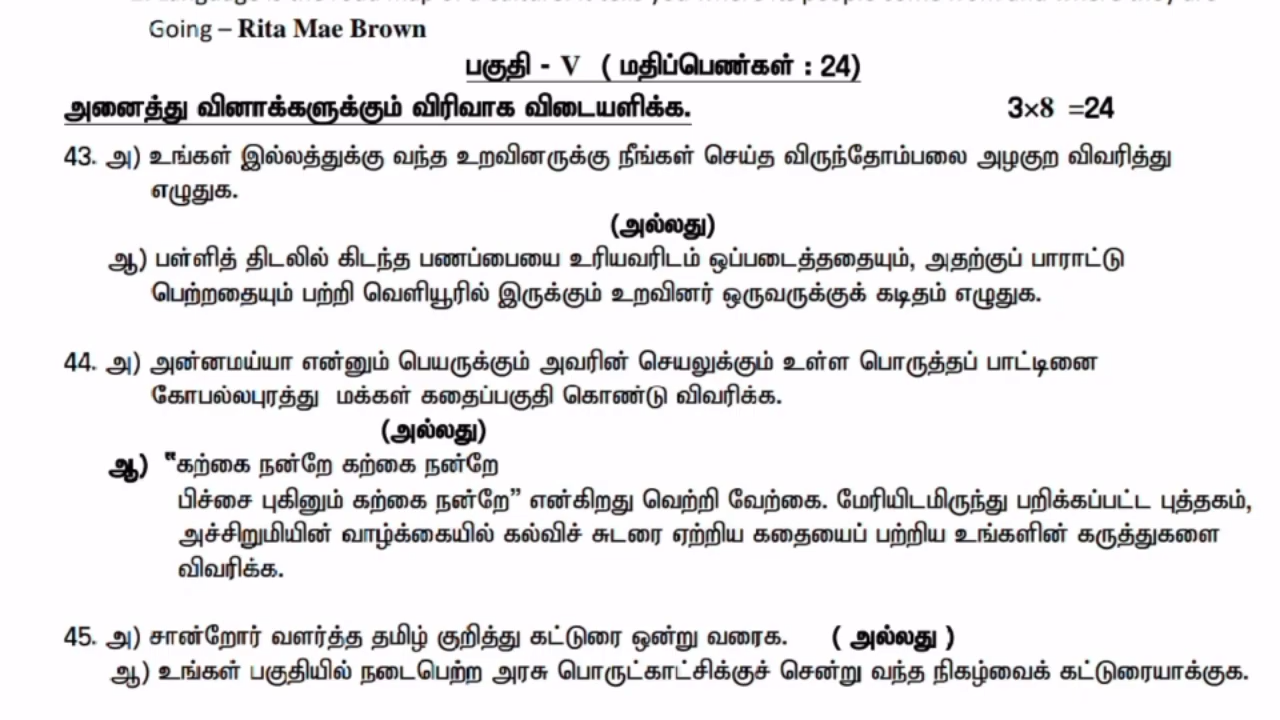 Going – Rita Mae Brown
பகுதி - V ( மதிப்பெண்கள் : 24)
அனைத்து வினாக்களுக்கும் விரிவாக விடையளிக்க. 3×8 =24
43. அ) உங்கள் இல்லத்துக்கு வந்த உறவினருக்கு நீங்கள் செய்த விருந்தோம்பலை அழகுற விவரித்து
எழுதுக.
(அல்லது)
ஆ) பள்ளித் திடலில் கிடந்த பணப்பையை உரியவரிடம் ஒப்படைத்ததையும், அதற்குப் பாராட்டு
பெற்றதையும் பற்றி வெளியூரில் இருக்கும் உறவினர் ஒருவருக்குக் கடிதம் எழுதுக.
44. அ) அன்னமய்யா என்னும் பெயருக்கும் அவரின் செயலுக்கும் உள்ள பொருத்தப் பாட்டினை
கோபல்லபுரத்து மக்கள் கதைப்பகுதி கொண்டு விவரிக்க.
(அல்லது)
ஆ) “கற்கை நன்றே கற்கை நன்றே
பிச்சை புகினும் கற்கை நன்றே” என்கிறது வெற்றி வேற்கை. மேரியிடமிருந்து பறிக்கப்பட்ட புத்தகம்,
அச்சிறுமியின் வாழ்க்கையில் கல்விச் சுடரை ஏற்றிய கதையைப் பற்றிய உங்களின் கருத்துகளை
விவரிக்க.
45. அ) சான்றோர் வளர்த்த தமிழ் குறித்து கட்டுரை ஒன்று வரைக. ( அல்லது )
ஆ) உங்கள் பகுதியில் நடைபெற்ற அரசு பொருட்காட்சிக்குச் சென்று வந்த நிகழ்வைக் கட்டுரையாக்குக.